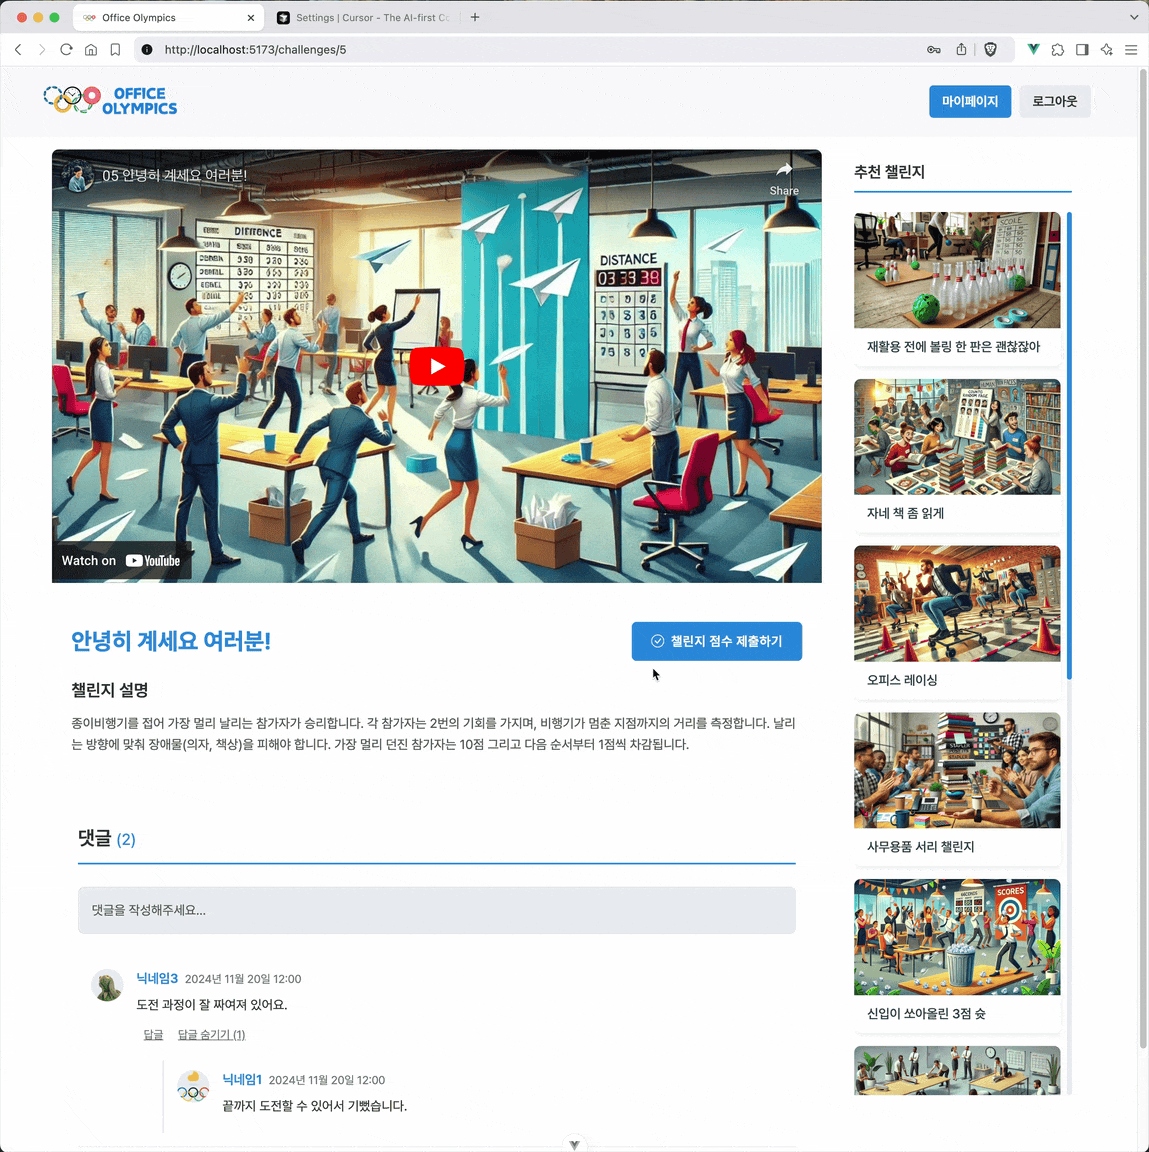 Office Olympics
Settings | Cursor - The AI-first Co
http://localhost:5173/challenges/5
OFFICE
OLYMPICS
마이페이지
로그아웃
05 안녕히 계세요 여러분!
Share
DISTANCE
03 33 38
Watch on YouTube
안녕히 계세요 여러분!
챌린지 점수 제출하기
챌린지 설명
종이비행기를 접어 가장 멀리 날리는 참가자가 승리합니다. 각 참가자는 2번의 기회를 가지며, 비행기가 멈춘 지점까지의 거리를 측정합니다. 날리
는 방향에 맞춰 장애물(의자, 책상)을 피해야 합니다. 가장 멀리 던진 참가자는 10점 그리고 다음 순서부터 1점씩 차감됩니다.
댓글 (2)
댓글을 작성해주세요...
닉네임3 2024년 11월 20일 12:00
도전 과정이 잘 짜여져 있어요.
답글 답글 숨기기 (1)
닉네임1 2024년 11월 20일 12:00
끝까지 도전할 수 있어서 기뻤습니다.
추천 챌린지
SCOLE
재활용 전에 볼링 한 판은 괜찮잖아
자네 책 좀 읽게
오피스 레이싱
사무용품 서리 챌린지
SCORES
신입이 쏘아올린 3점 슛